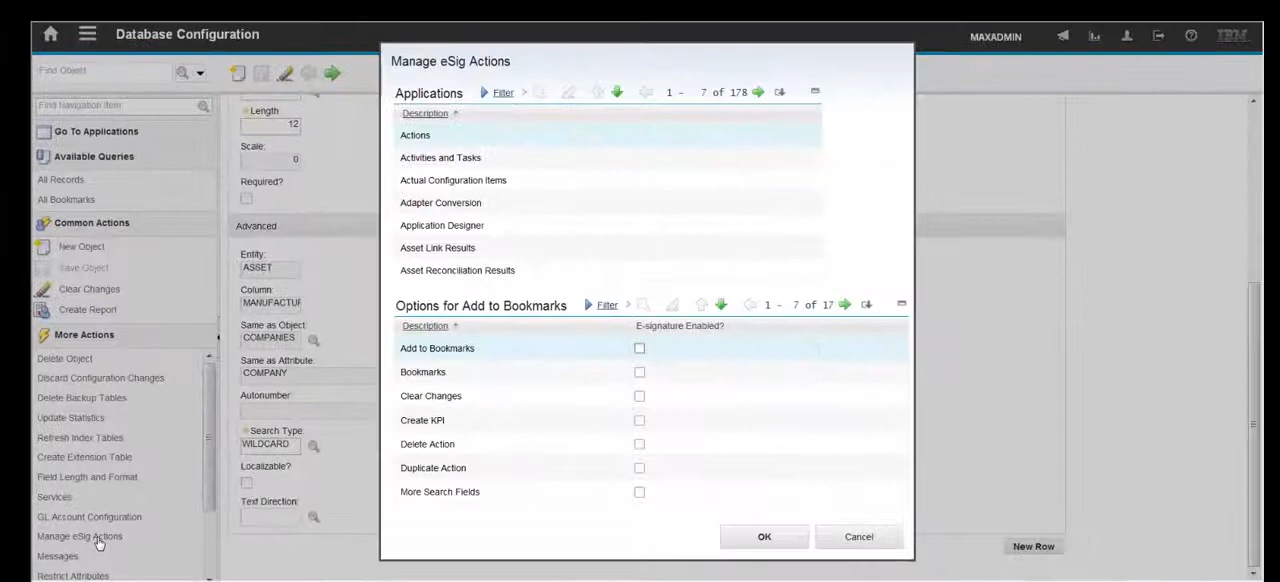 Database Configuration
MAXADMIN
IBM
Find Object
Find Navigation Item
Go To Applications
Available Queries
All Records
All Bookmarks
Common Actions
New Object
Save Object
Clear Changes
Create Report
More Actions
Delete Object
Discard Configuration Changes
Delete Backup Tables
Update Statistics
Refresh Index Tables
Create Extension Table
Field Length and Format
Services
GL Account Configuration
Manage eSig Actions
Messages
Restrict Attributes
*Length
12
Scale:
0
Required?
Advanced
Entity:
ASSET
Column:
MANUFACTUR
Same as Object
COMPANIES
Same as Attribute:
COMPANY
Autonumber
*Search Type:
WILDCARD
Localizable?
Text Direction:
New Row
Manage eSig Actions
Applications Filter 1 - 7 of 178
Description
Actions
Activities and Tasks
Actual Configuration Items
Adapter Conversion
Application Designer
Asset Link Results
Asset Reconciliation Results
Options for Add to Bookmarks Filter 1 - 7 of 17
Description E-signature Enabled?
Add to Bookmarks
Bookmarks
Clear Changes
Create KPI
Delete Action
Duplicate Action
More Search Fields
OK Cancel